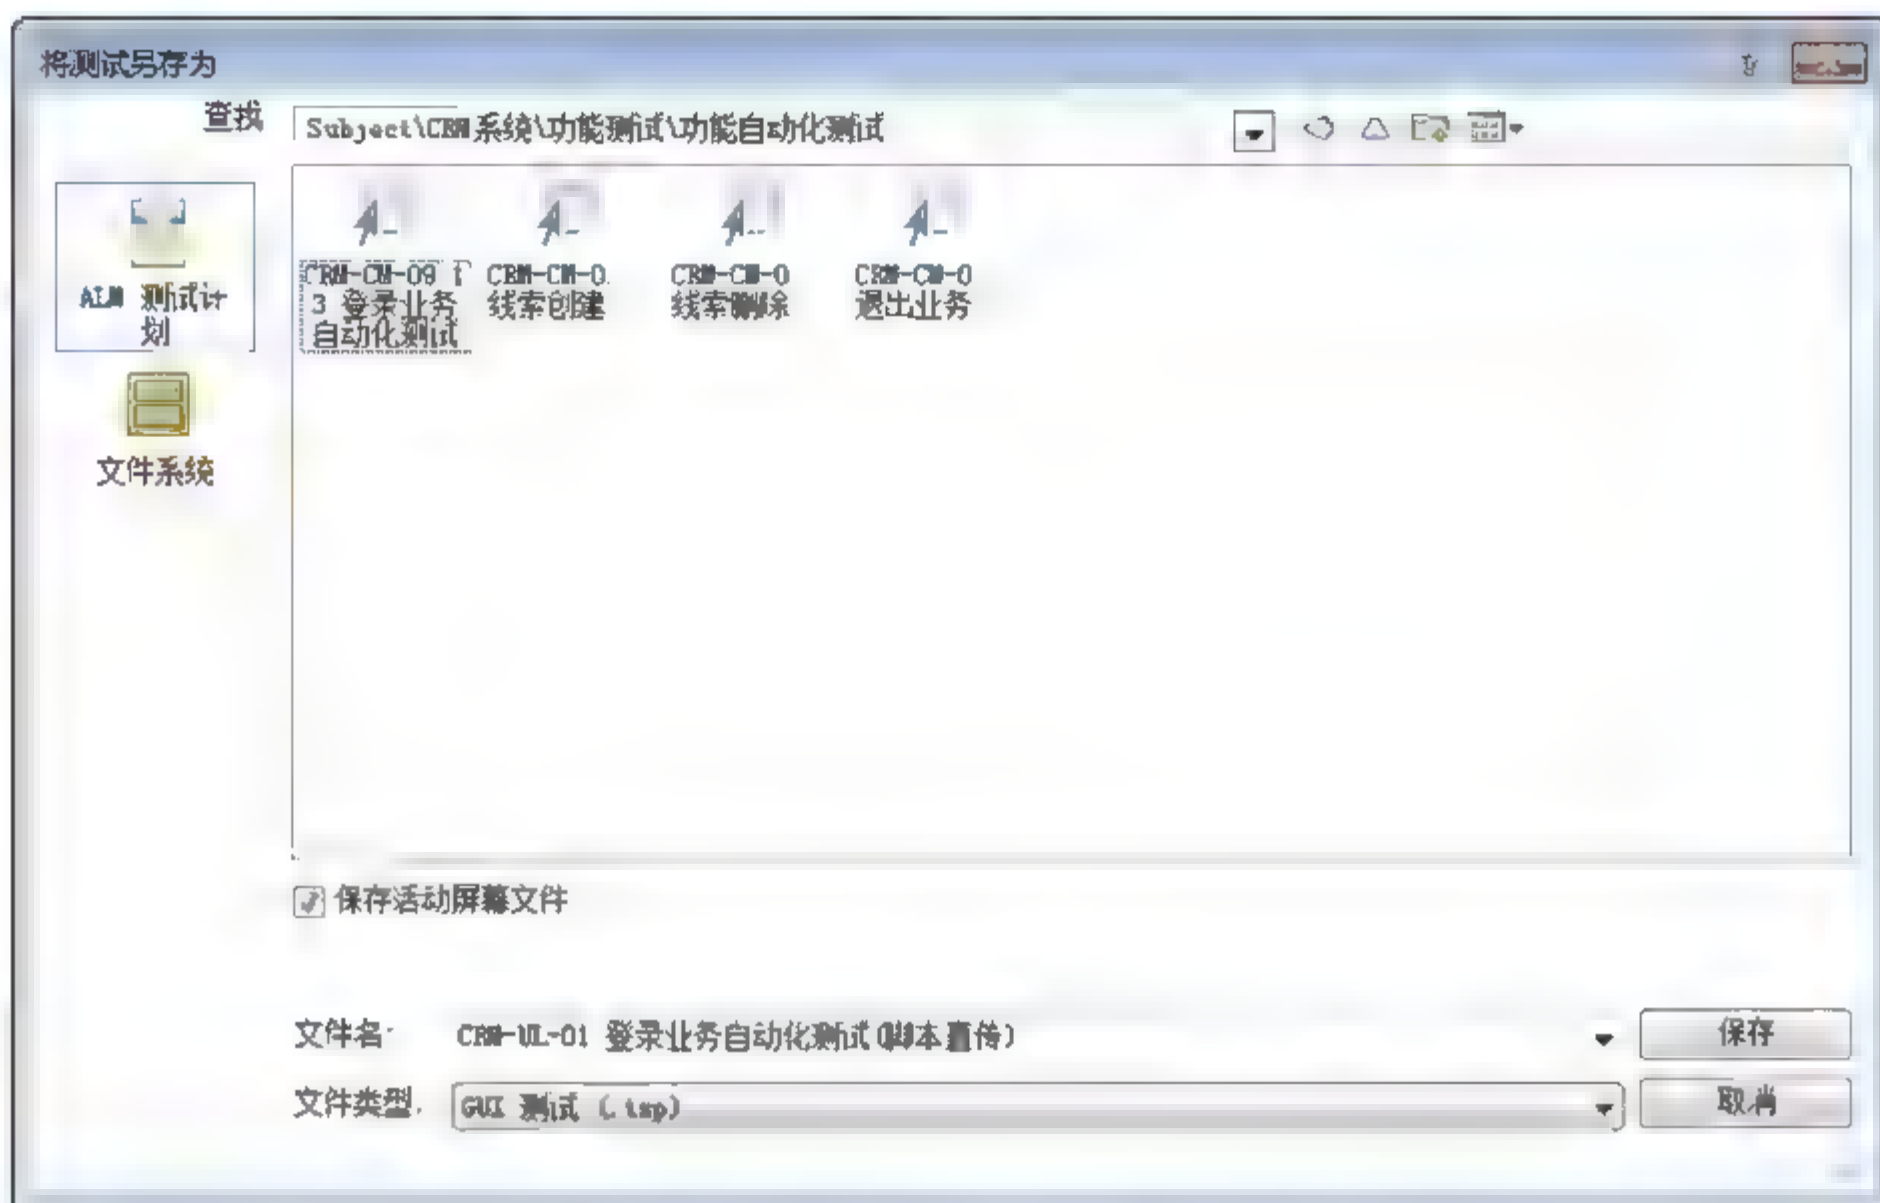 将测试另存为
查找
Subject\CRM系统\功能测试\功能自动化测试
ALM 测试计
划
文件系统
CRM-CM-09
3 登录业务
自动化测试
CRM-CM-0
线索创建
CRM-CM-0
线索删除
CRM-CM-0
退出业务
保存活动屏幕文件
文件名:
CRM-UL-01 登录业务自动化测试(脚本直传)
保存
文件类型:
GUI 测试 (.tsp)
取消